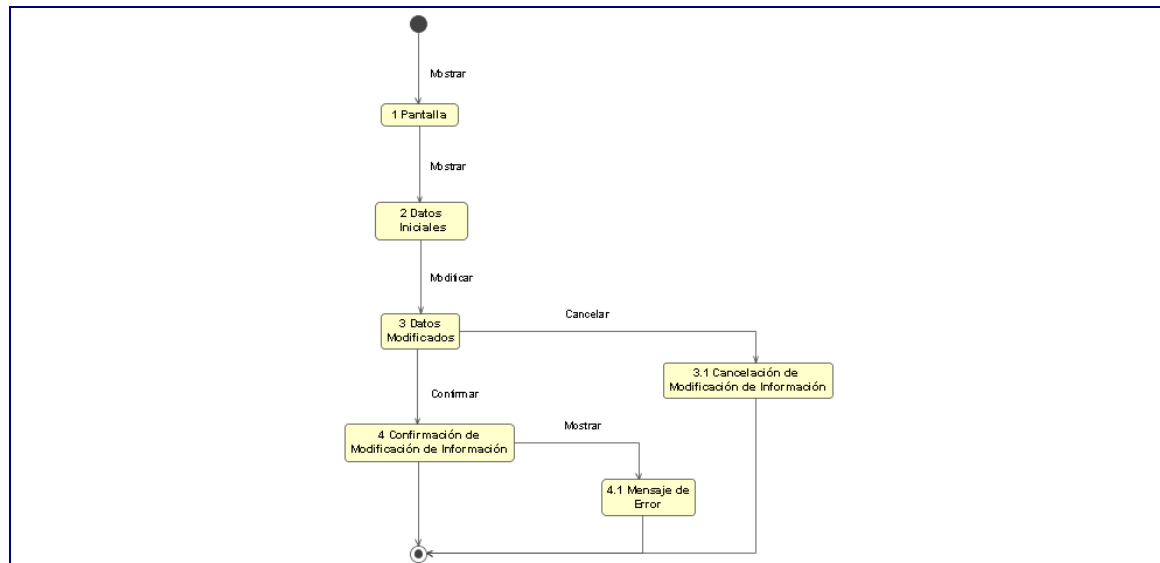 Mostrar
1 Pantalla
Mostrar
2 Datos
Iniciales
Modificar
3 Datos
Modificados
Cancelar
3.1 Cancelación de
Modificación de Información
Confirmar
4 Confirmación de
Modificación de Información
Mostrar
4.1 Mensaje de
Error